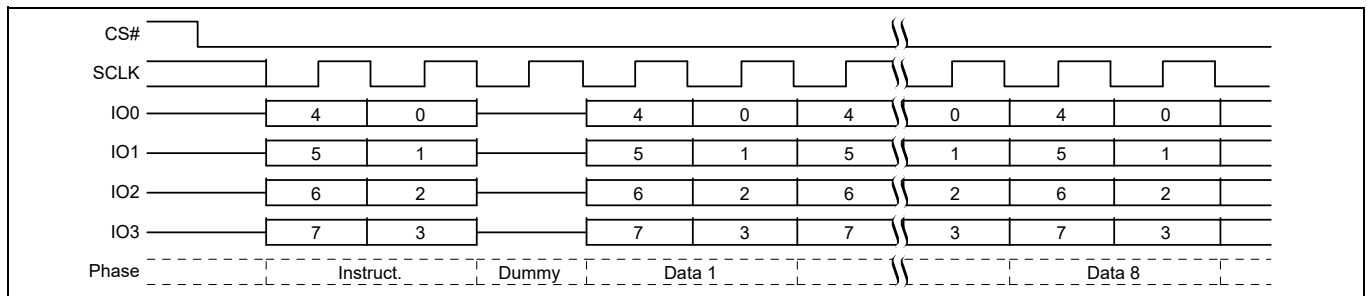 CS#
SCLK
IO0 4 0 4 0 4 0 4 0
IO1 5 1 5 1 5 1 5 1
IO2 6 2 6 2 6 2 6 2
IO3 7 3 7 3 7 3 7 3
Phase Instruct. Dummy Data 1 Data 8